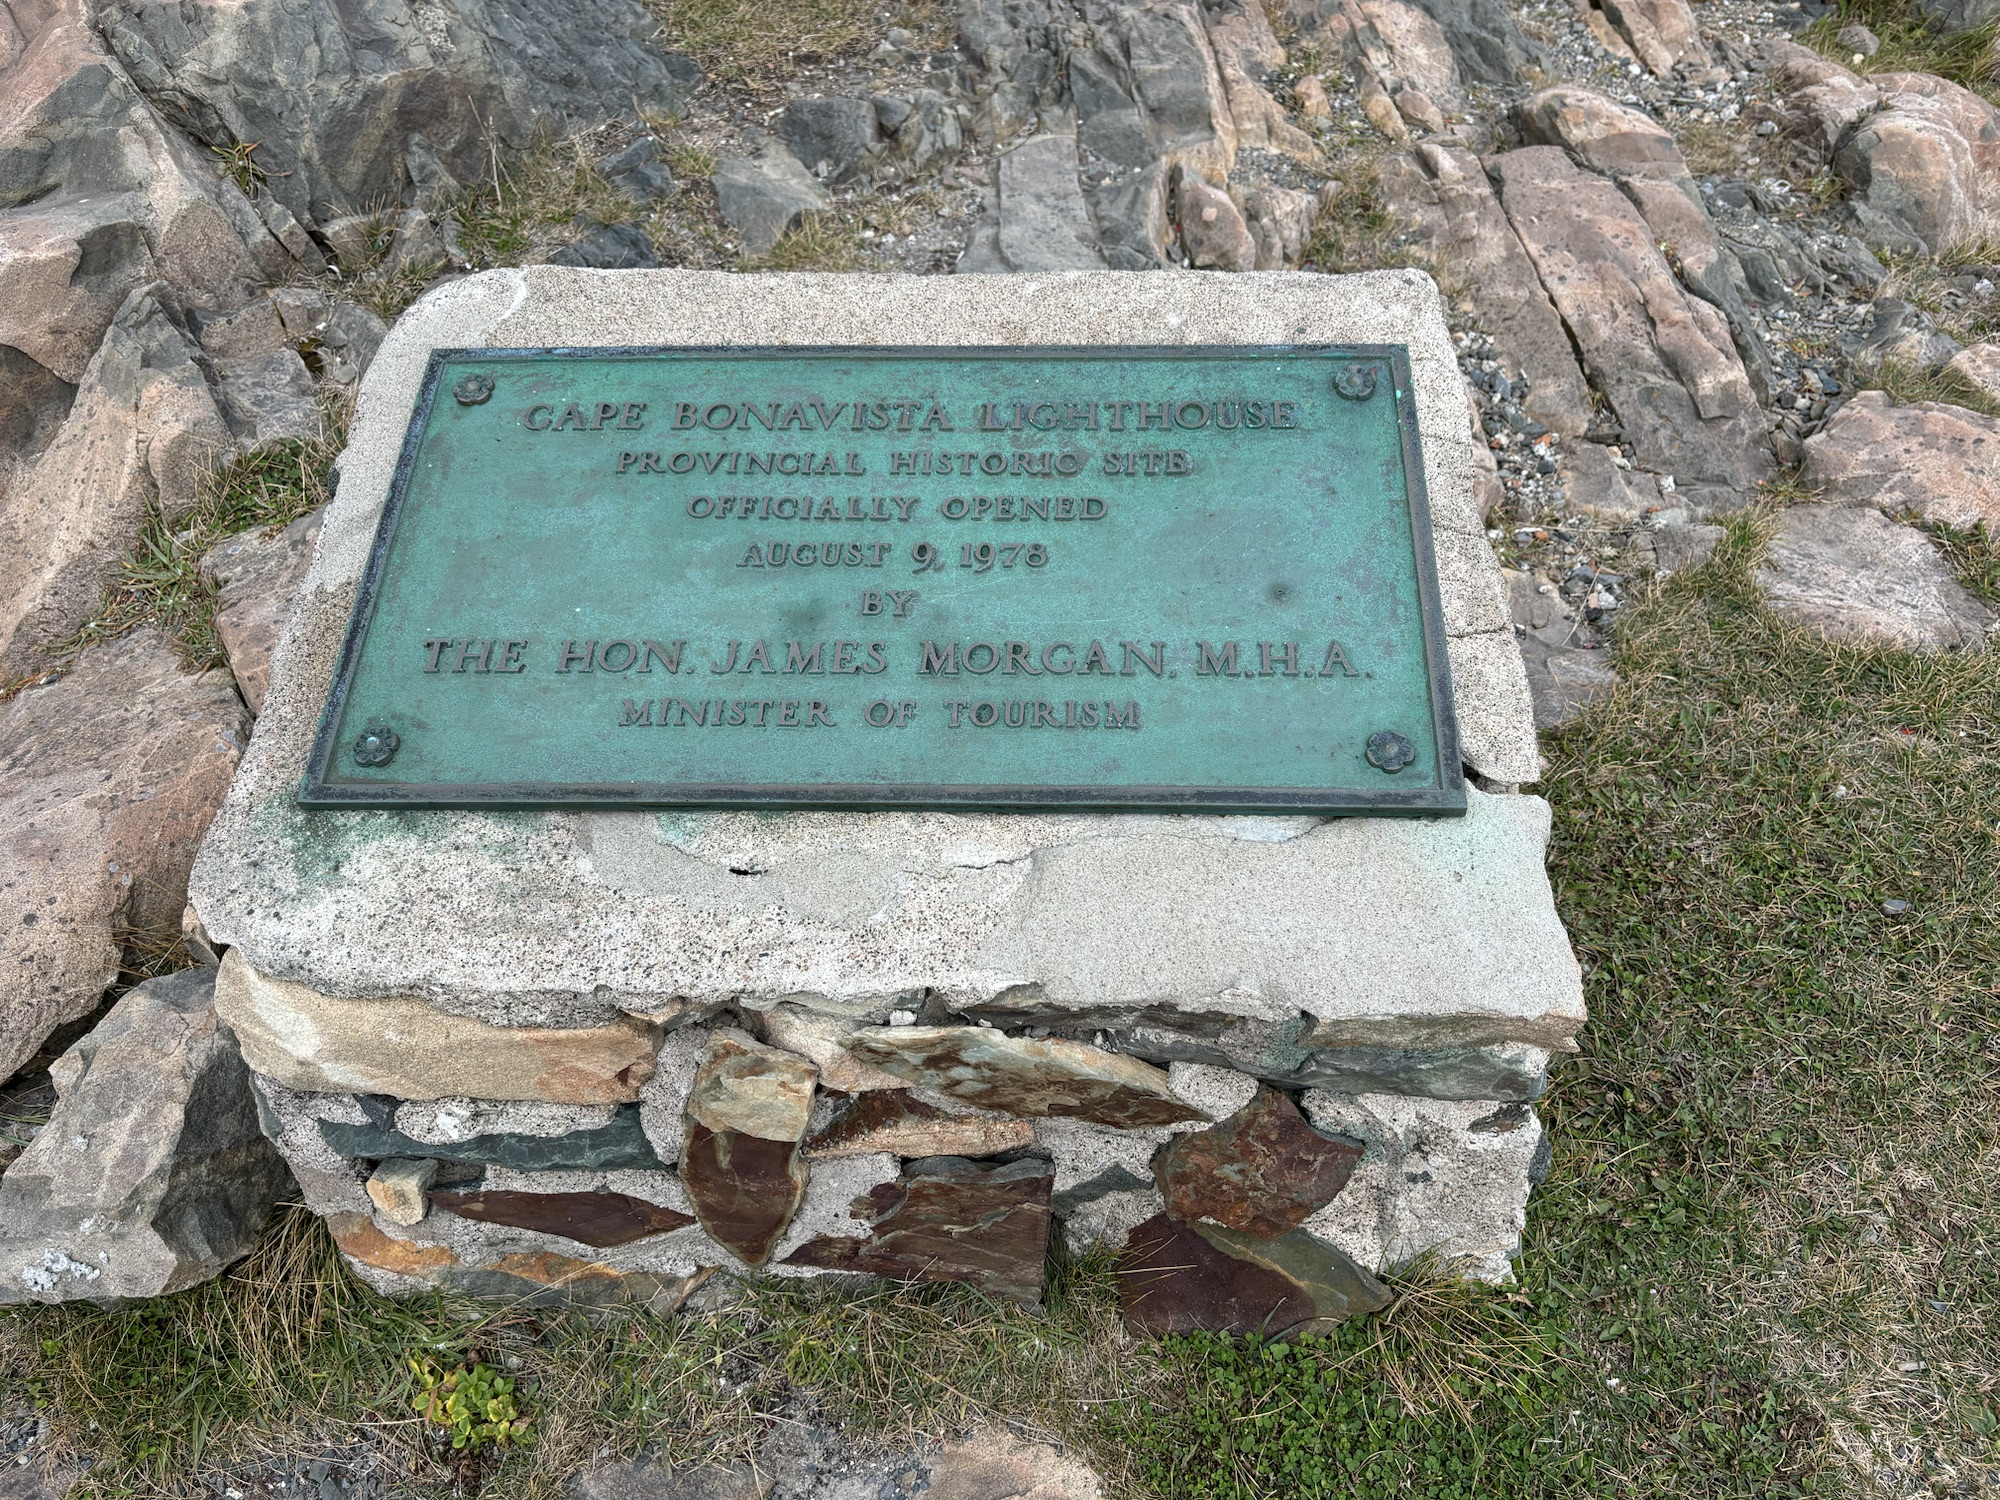 CAPE BONAVISTA LIGHTHOUSE
PROVINCIAL HISTORIC SITE
OFFICIALLY OPENED
AUGUST 9, 1978
BY
THE HON. JAMES MORGAN, M.H.A.
MINISTER OF TOURISM